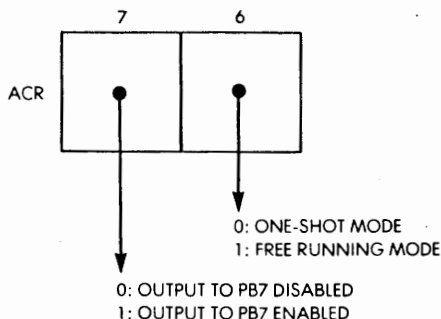 7 6
ACR
0: ONE-SHOT MODE
1: FREE RUNNING MODE
0: OUTPUT TO PB7 DISABLED
1: OUTPUT TO PB7 ENABLED